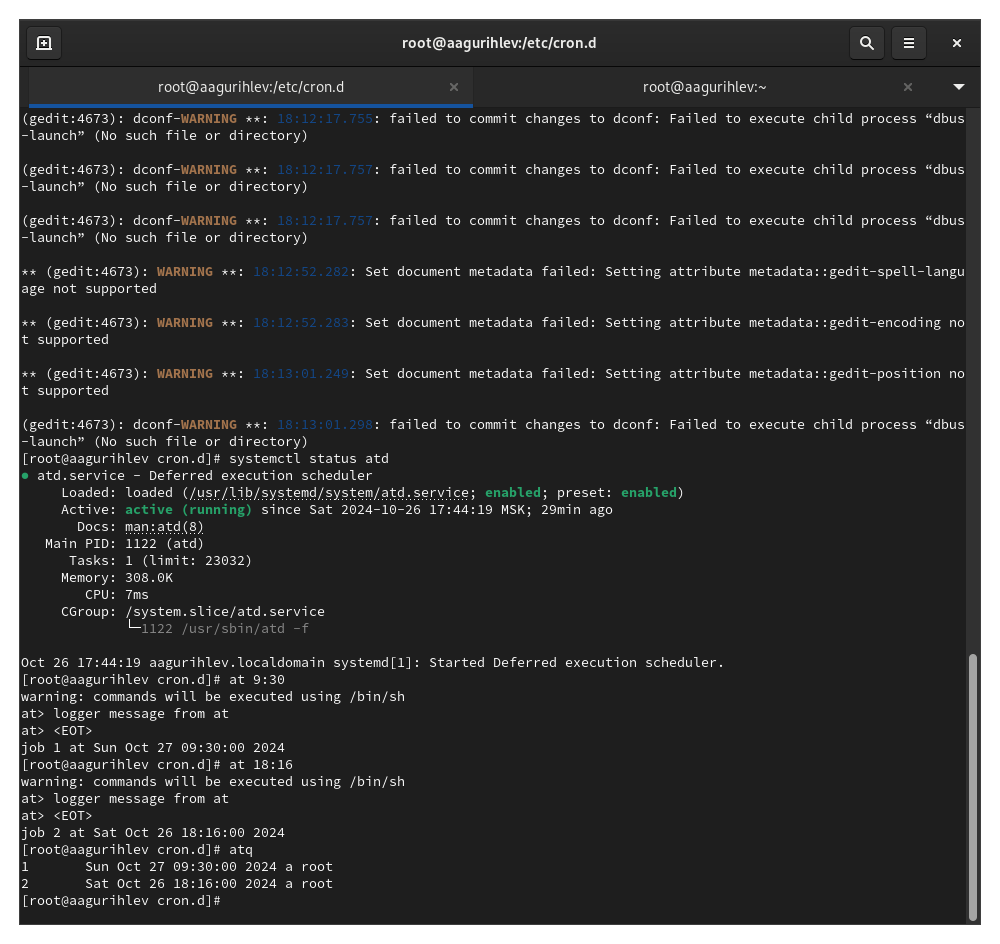 root@aagurihlev:/etc/cron.d
root@aagurihlev:/etc/cron.d
root@aagurihlev:~
(gedit:4673): dconf-WARNING **: 18:12:17.755: failed to commit changes to dconf: Failed to execute child process “dbus
-launch” (No such file or directory)
(gedit:4673): dconf-WARNING **: 18:12:17.757: failed to commit changes to dconf: Failed to execute child process “dbus
-launch” (No such file or directory)
(gedit:4673): dconf-WARNING **: 18:12:17.757: failed to commit changes to dconf: Failed to execute child process “dbus
-launch” (No such file or directory)
** (gedit:4673): WARNING **: 18:12:52.282: Set document metadata failed: Setting attribute metadata::gedit-spell-langu
age not supported
** (gedit:4673): WARNING **: 18:12:52.283: Set document metadata failed: Setting attribute metadata::gedit-encoding no
t supported
** (gedit:4673): WARNING **: 18:13:01.249: Set document metadata failed: Setting attribute metadata::gedit-position no
t supported
(gedit:4673): dconf-WARNING **: 18:13:01.298: failed to commit changes to dconf: Failed to execute child process “dbus
-launch” (No such file or directory)
[root@aagurihlev cron.d]# systemctl status atd
● atd.service - Deferred execution scheduler
     Loaded: loaded (/usr/lib/systemd/system/atd.service; enabled; preset: enabled)
     Active: active (running) since Sat 2024-10-26 17:44:19 MSK; 29min ago
       Docs: man:atd(8)
   Main PID: 1122 (atd)
      Tasks: 1 (limit: 23032)
     Memory: 308.0K
        CPU: 7ms
     CGroup: /system.slice/atd.service
             └─1122 /usr/sbin/atd -f
Oct 26 17:44:19 aagurihlev.localdomain systemd[1]: Started Deferred execution scheduler.
[root@aagurihlev cron.d]# at 9:30
warning: commands will be executed using /bin/sh
at> logger message from at
at> <EOT>
job 1 at Sun Oct 27 09:30:00 2024
[root@aagurihlev cron.d]# at 18:16
warning: commands will be executed using /bin/sh
at> logger message from at
at> <EOT>
job 2 at Sat Oct 26 18:16:00 2024
[root@aagurihlev cron.d]# atq
1       Sun Oct 27 09:30:00 2024 a root
2       Sat Oct 26 18:16:00 2024 a root
[root@aagurihlev cron.d]#